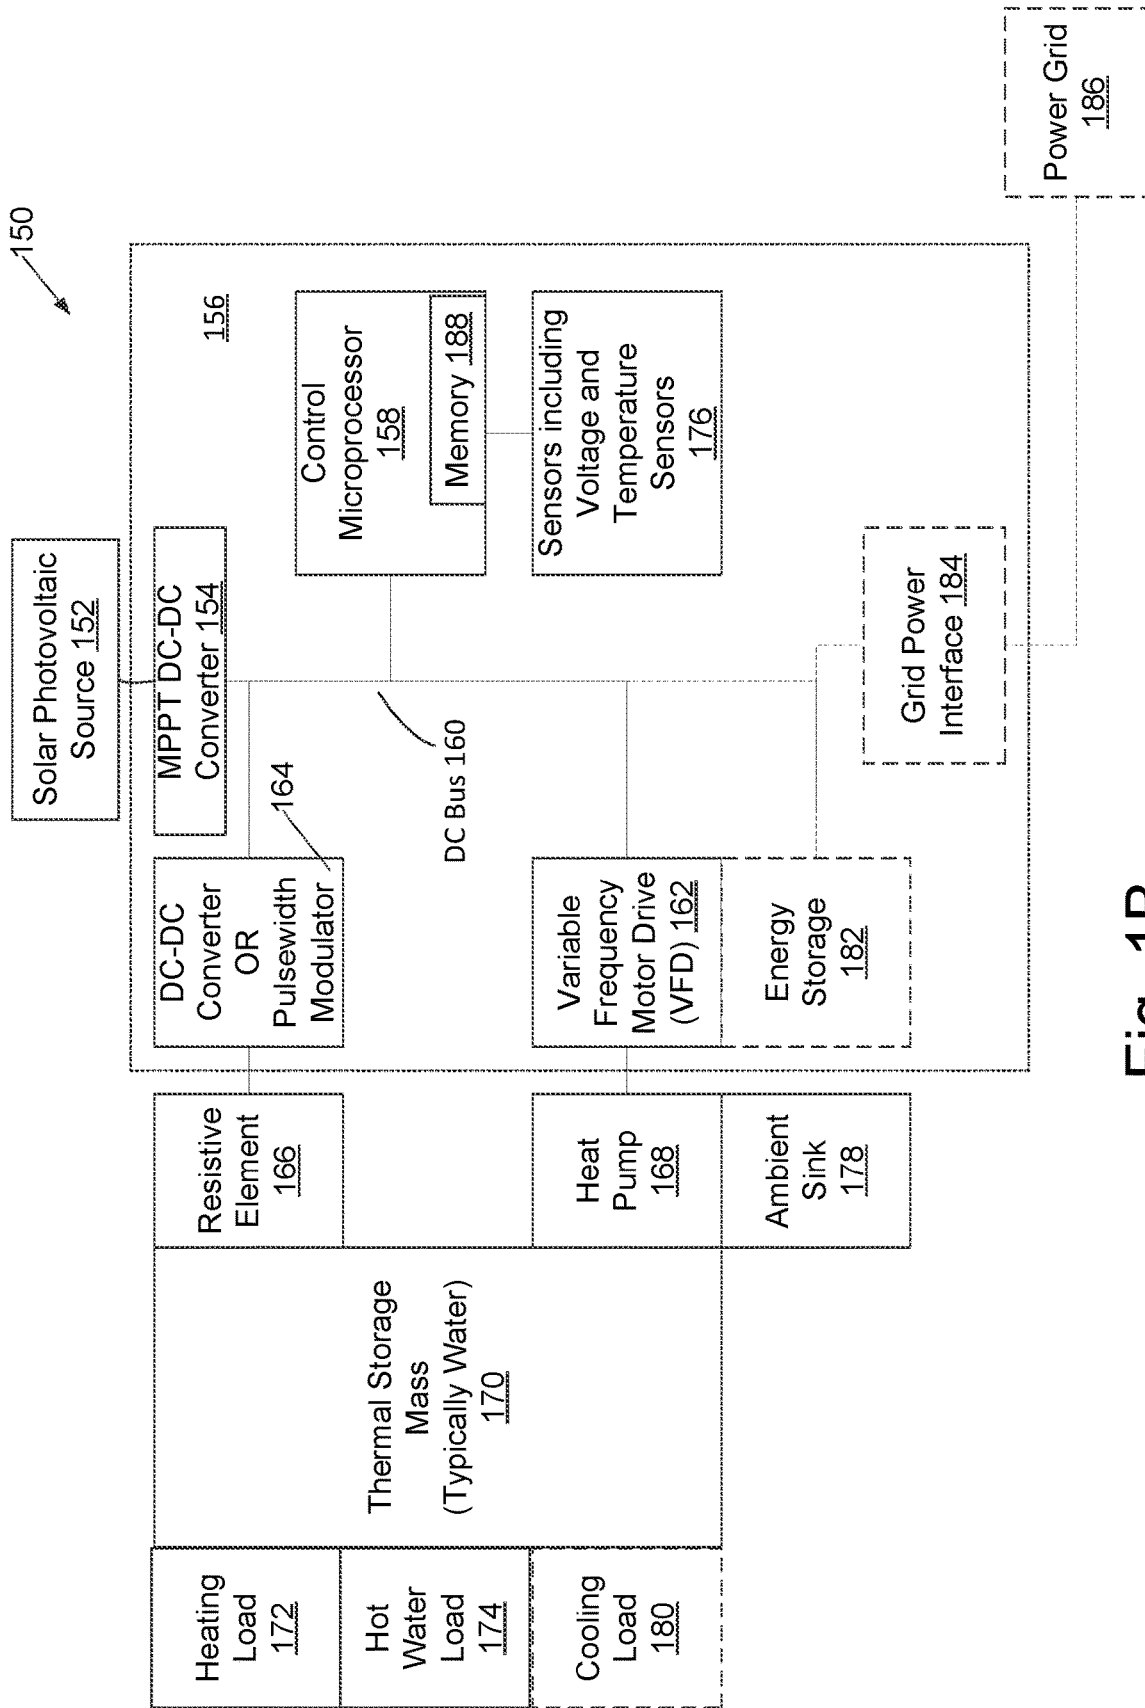 150
Solar Photovoltaic
Source 152
MPPT DC-DC
Converter 154
156
Control
Microprocessor
158
Memory 188
Sensors including
Voltage and
Temperature
Sensors
176
DC Bus 160
164
DC-DC
Converter
OR
Pulsewidth
Modulator
Variable
Frequency
Motor Drive
(VFD) 162
Energy
Storage
182
Grid Power
Interface 184
Power Grid
186
Resistive
Element
166
Heat
Pump
168
Ambient
Sink
178
Thermal Storage
Mass
(Typically Water)
170
Heating
Load
172
Hot
Water
Load
174
Cooling
Load
180